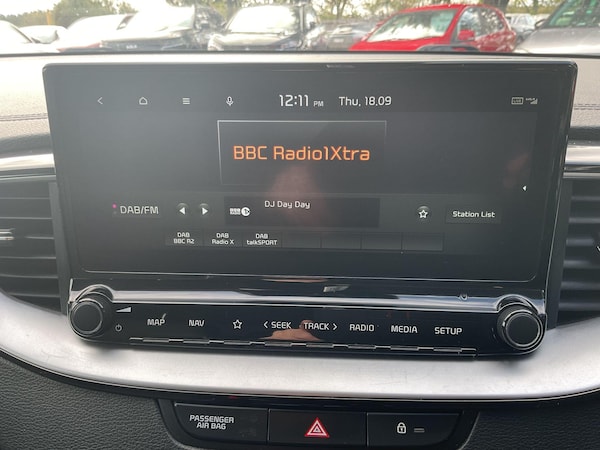 12:11 PM Thu, 18.09
BBC Radio1Xtra
DAB/FM
DJ Day Day
Station List
DAB BBC R2
DAB Radio X
DAB talkSPORT
MAP NAV < SEEK TRACK > RADIO MEDIA SETUP
PASSENGER
AIR BAG